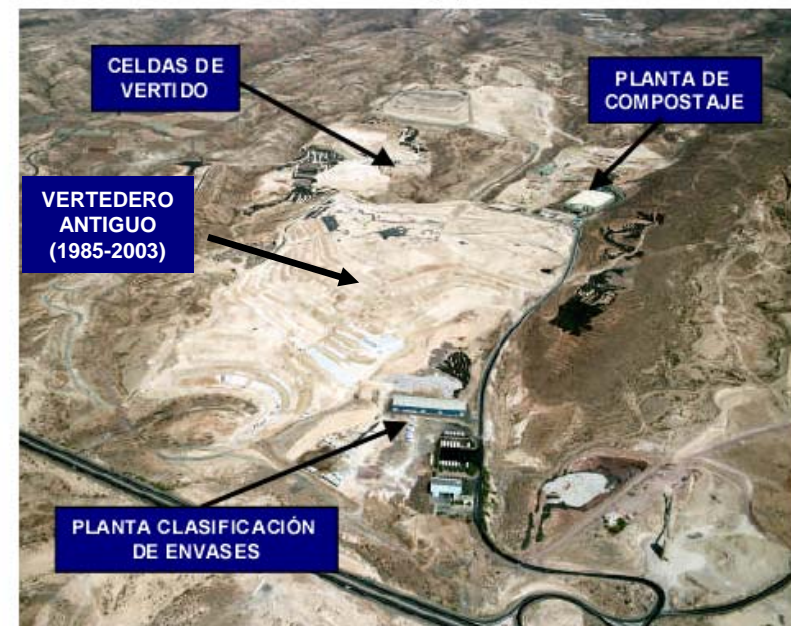 CELDAS DE
VERTIDO
PLANTA DE
COMPOSTAJE
VERTEDERO
ANTIGUO
(1985-2003)
PLANTA CLASIFICACIÓN
DE ENVASES